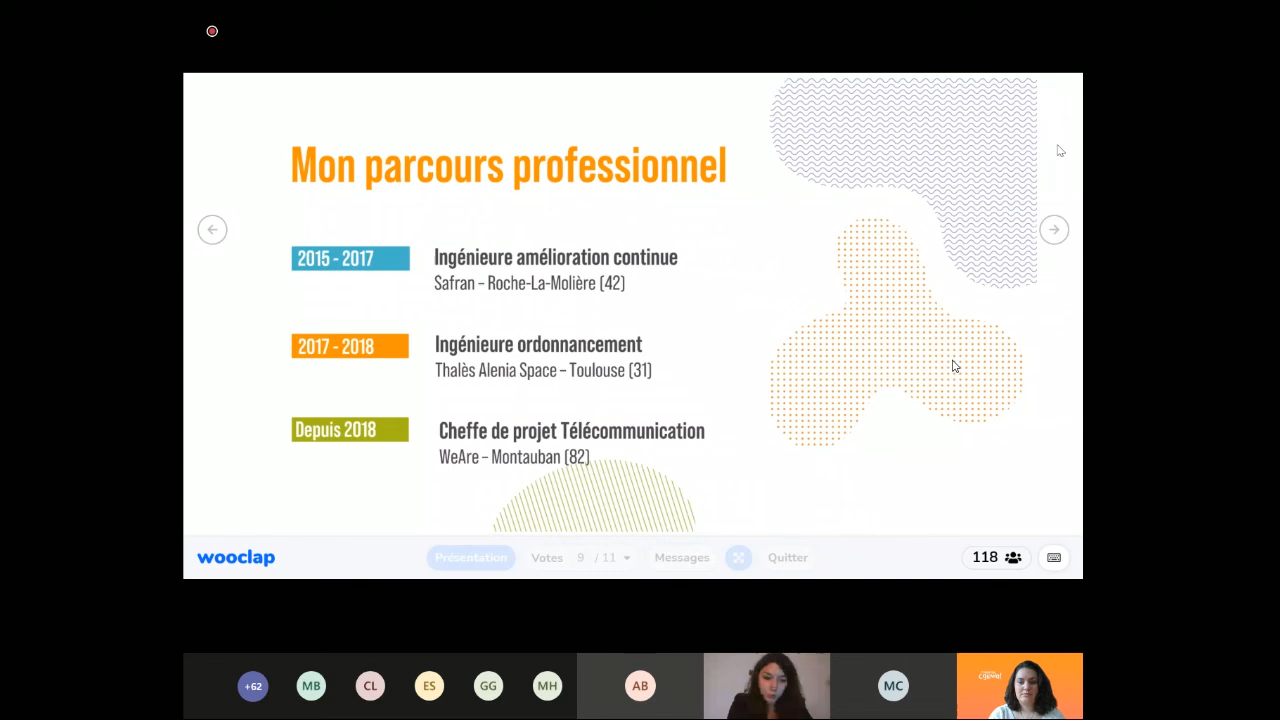 Mon parcours professionnel
2015 - 2017
Ingénieure amélioration continue
Safran – Roche-La-Molière (42)
2017 - 2018
Ingénieure ordonnancement
Thalès Alenia Space – Toulouse (31)
Depuis 2018
Cheffe de projet Télécommunication
WeAre – Montauban (82)
wooclap
Présentation
Votes 9 / 11
Messages
Quitter
118
+62
MB
CL
ES
GG
MH
AB
MC